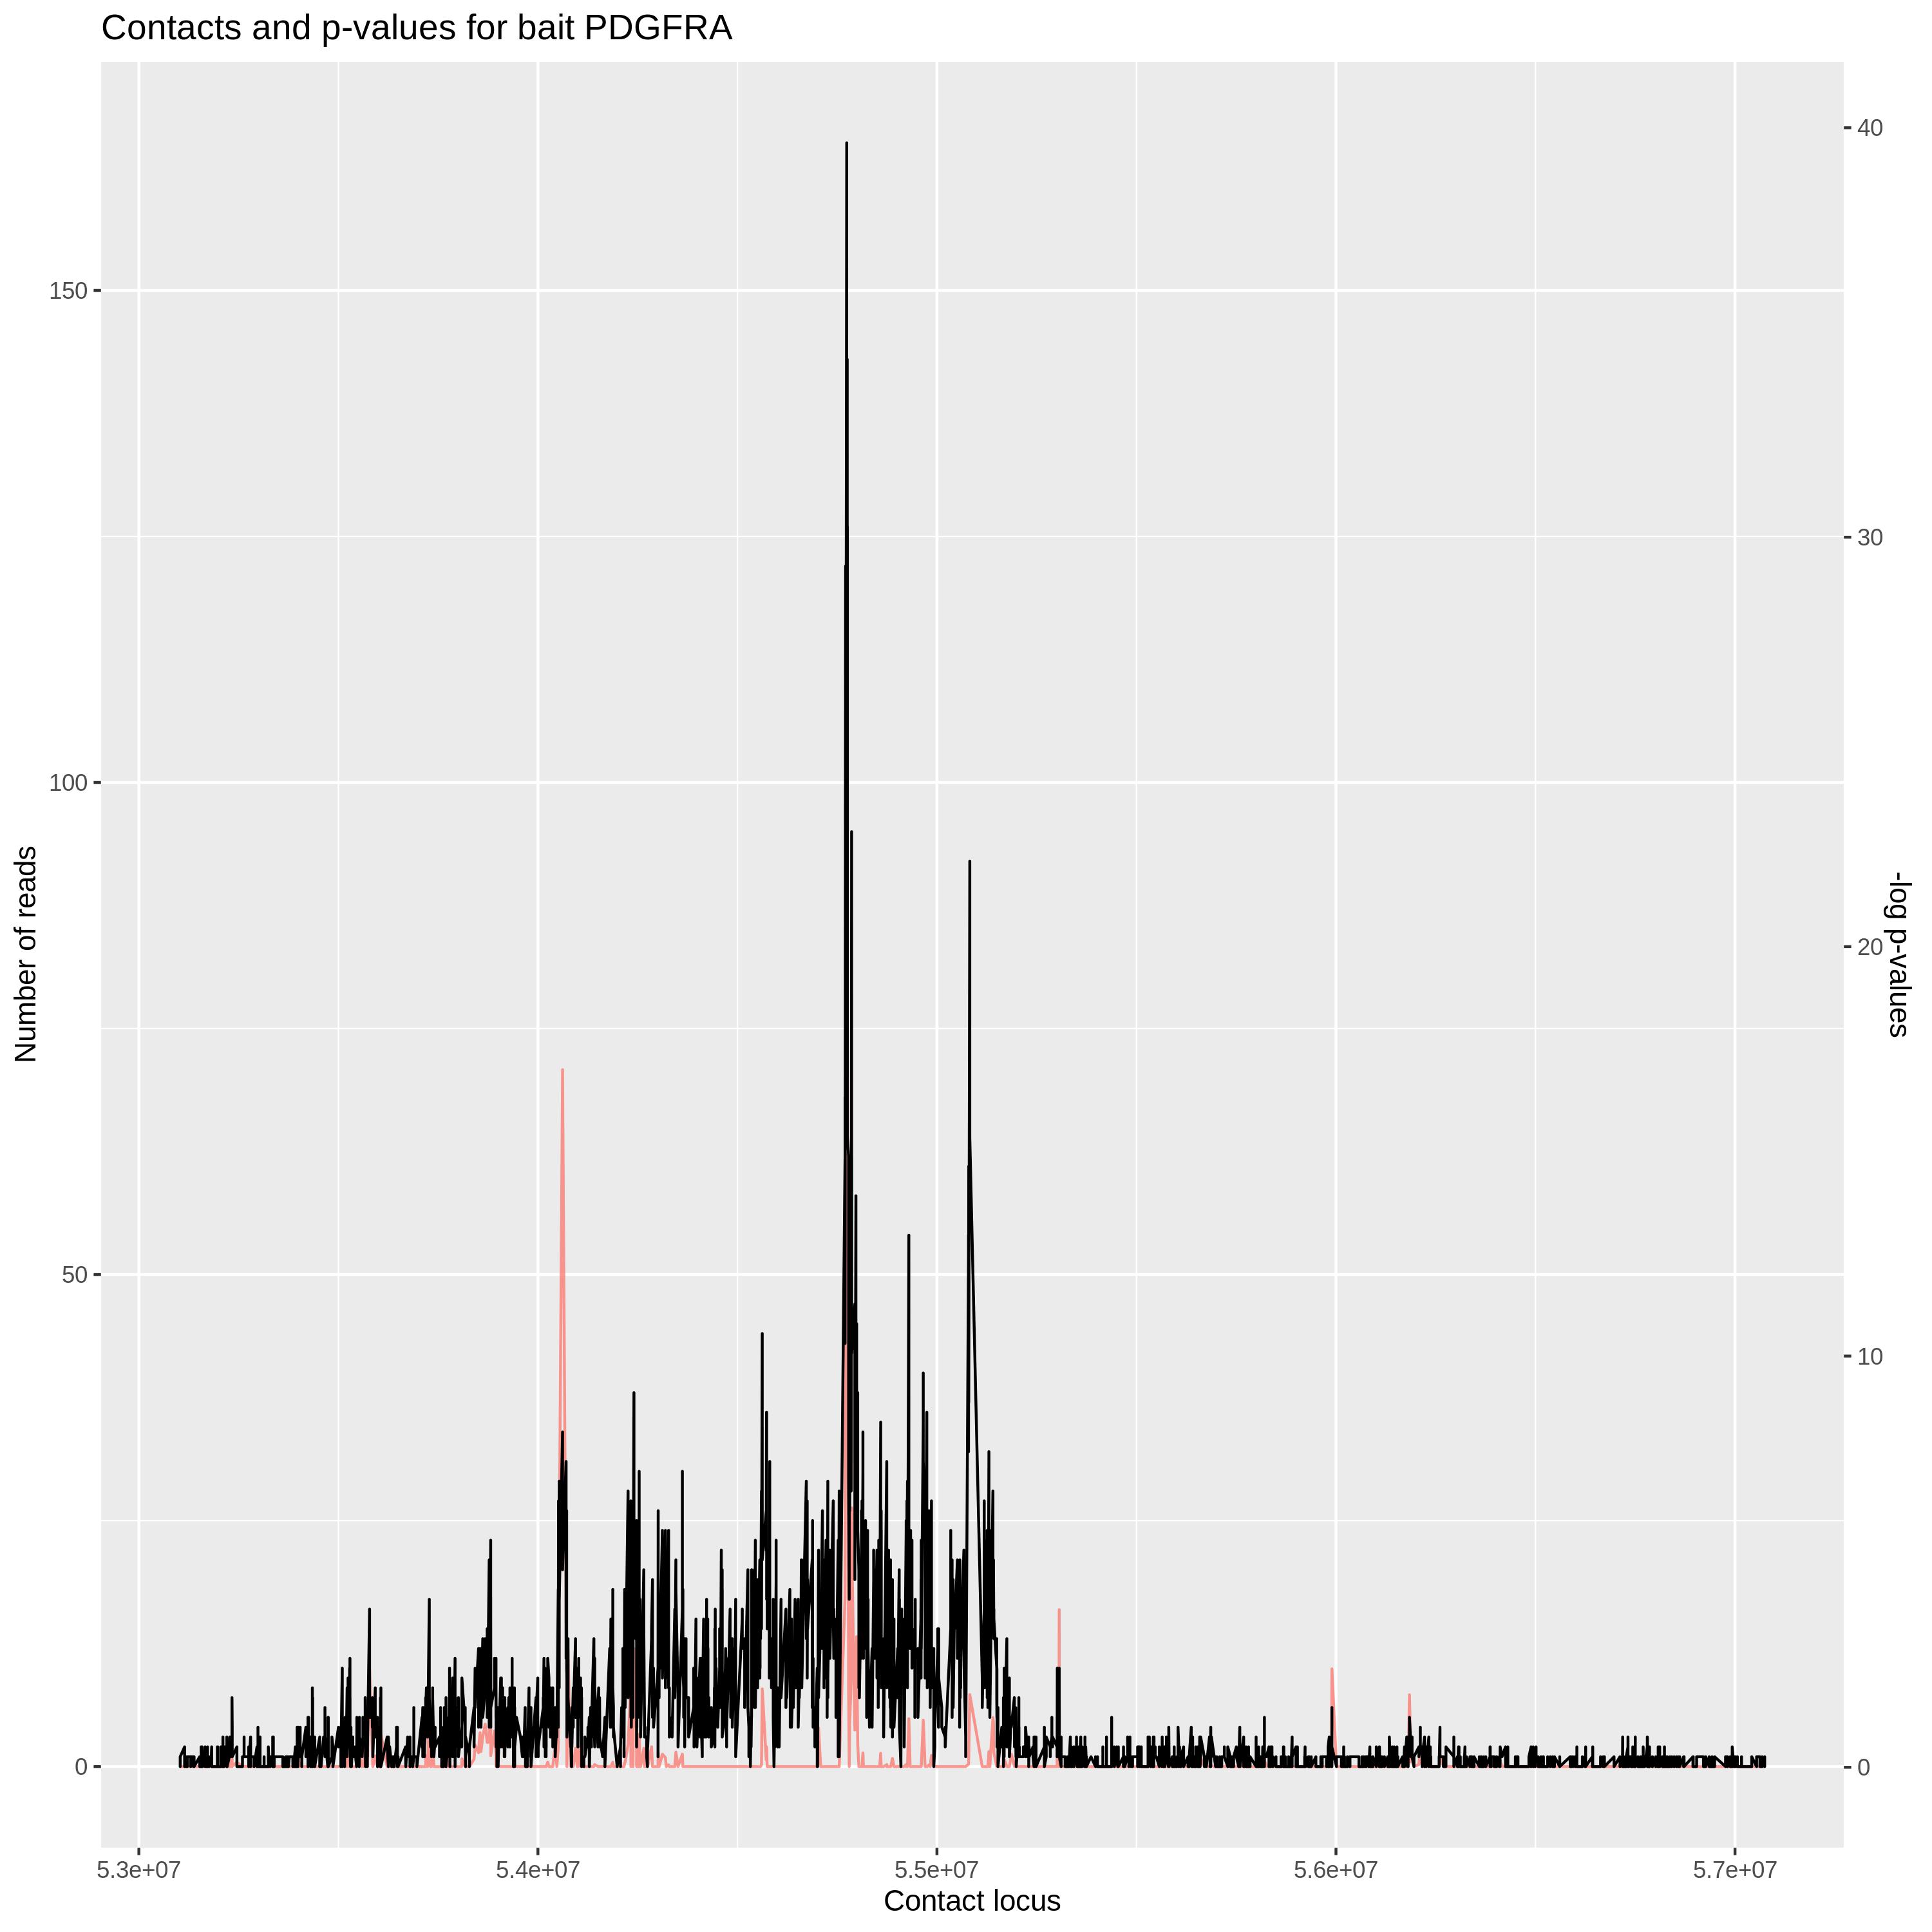 Contacts and p-values for bait PDGFRA
150
100
50
0
Number of reads
40
30
20
10
0
-log p-values
5.3e+07
5.4e+07
5.5e+07
5.6e+07
5.7e+07
Contact locus